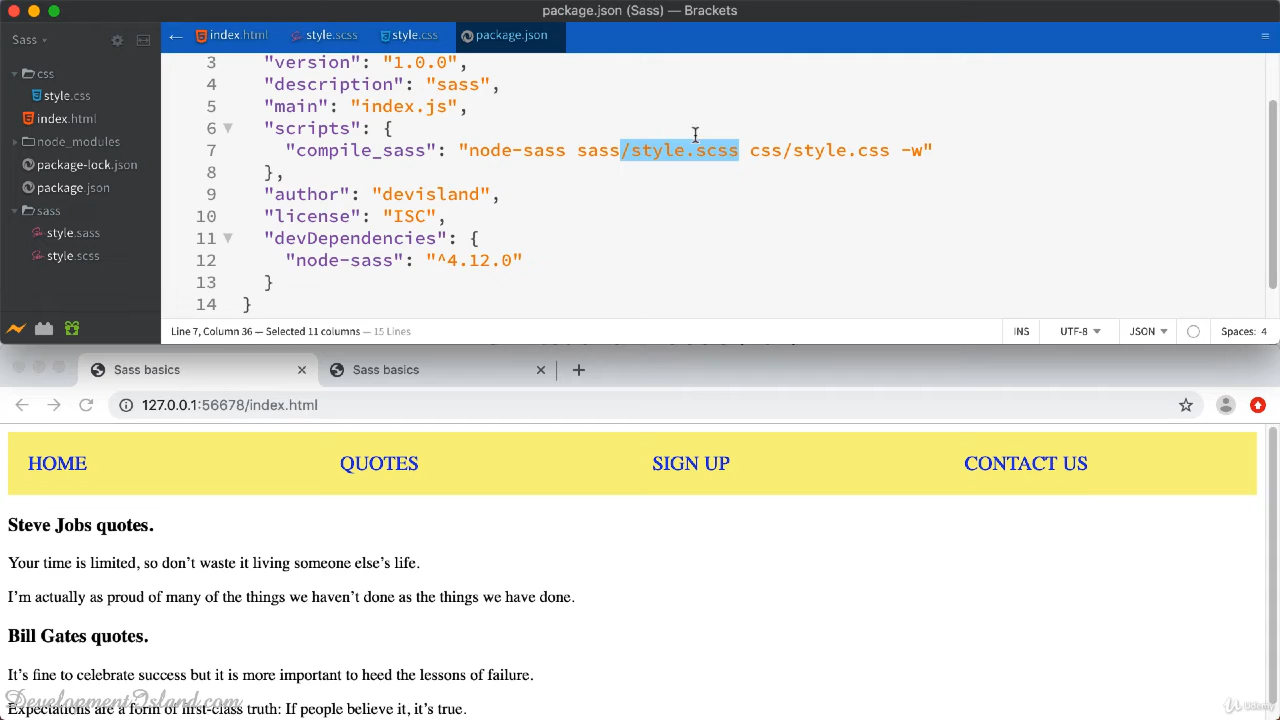 package.json (Sass) — Brackets
Sass
index.html
style.scss
style.css
package.json
css
style.css
index.html
node_modules
package-lock.json
package.json
sass
style.sass
style.scss
3 "version": "1.0.0",
4 "description": "sass",
5 "main": "index.js",
6 "scripts": {
7 "compile_sass": "node-sass sass/style.scss css/style.css -w"
8 },
9 "author": "devisland",
10 "license": "ISC",
11 "devDependencies": {
12 "node-sass": "^4.12.0"
13 }
14 }
Line 7, Column 36 — Selected 11 columns — 15 Lines
INS UTF-8 JSON Spaces: 4
Sass basics
Sass basics
127.0.0.1:56678/index.html
HOME QUOTES SIGN UP CONTACT US
Steve Jobs quotes.
Your time is limited, so don’t waste it living someone else’s life.
I’m actually as proud of many of the things we haven’t done as the things we have done.
Bill Gates quotes.
It’s fine to celebrate success but it is more important to heed the lessons of failure.
DevelopmentIsland.com
Expectations are a form of first-class truth: If people believe it, it’s true.
Udemy